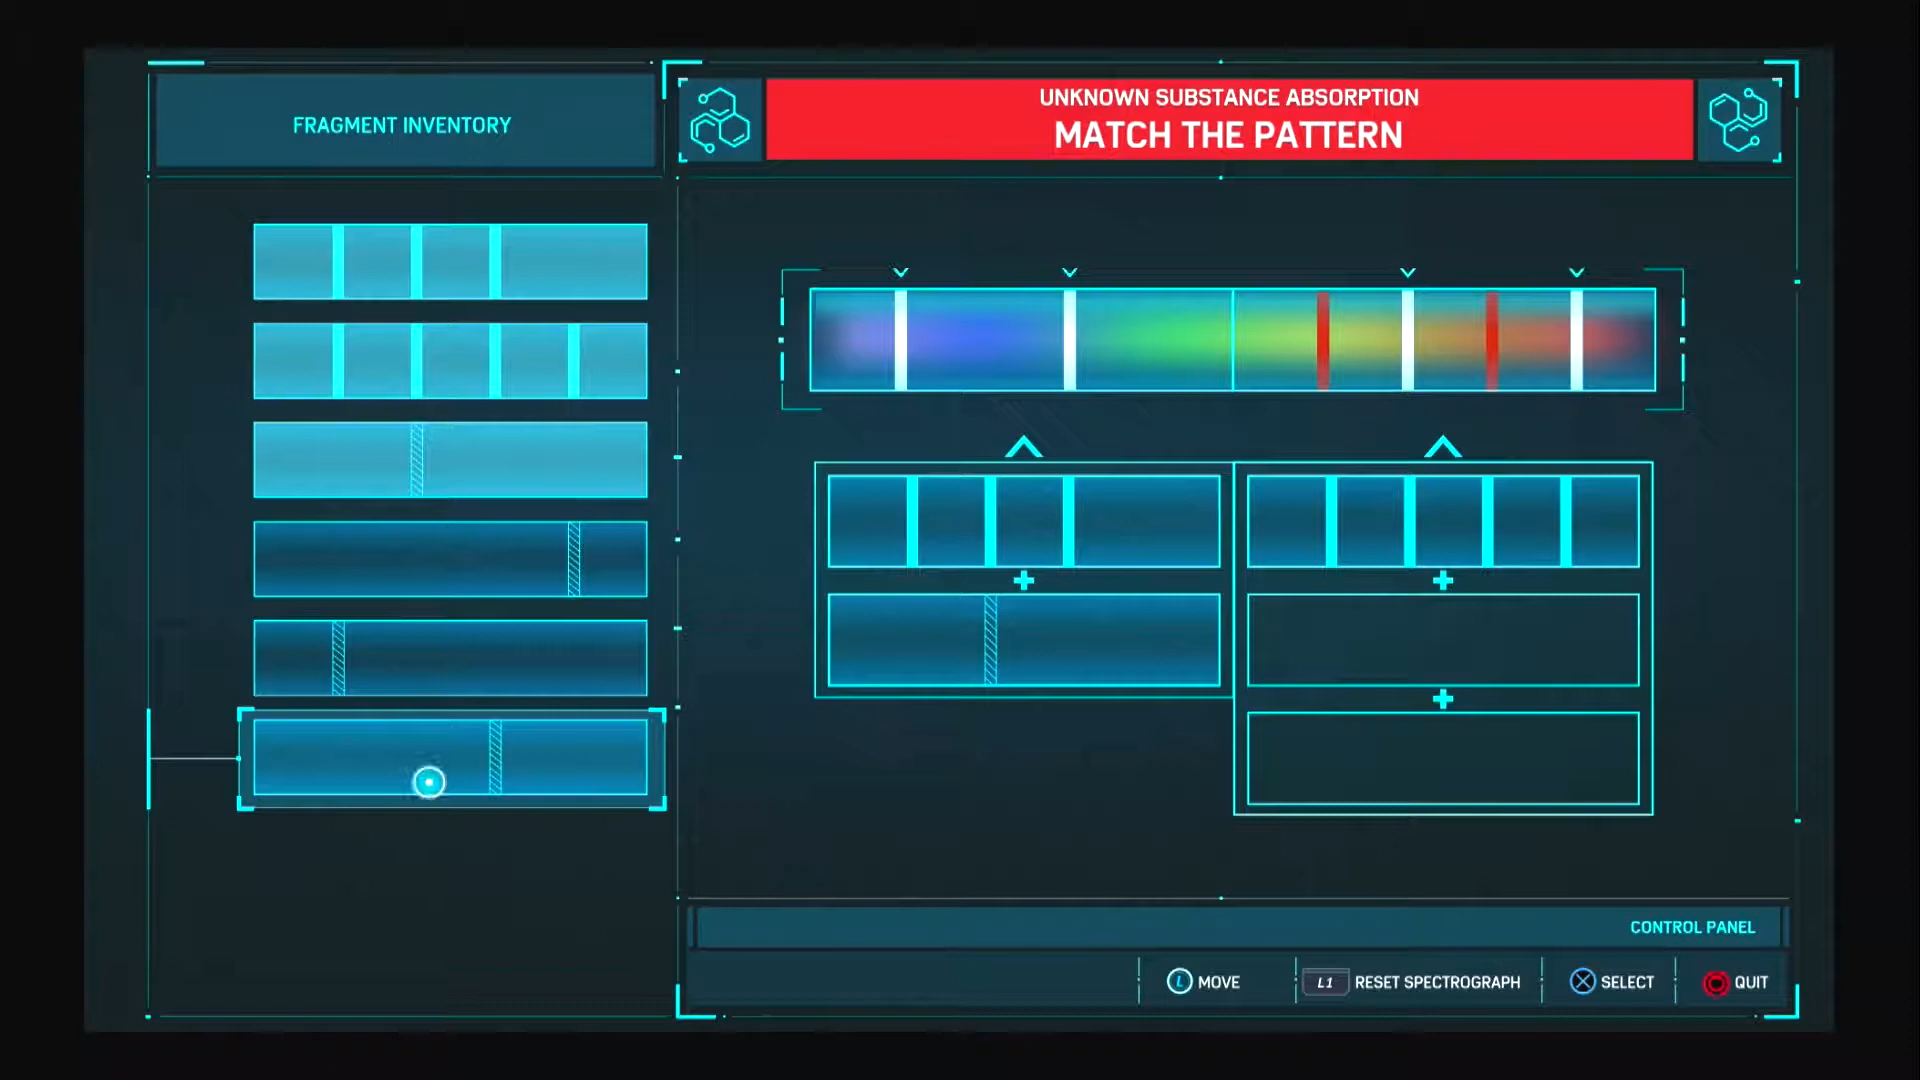 FRAGMENT INVENTORY
UNKNOWN SUBSTANCE ABSORPTION
MATCH THE PATTERN
CONTROL PANEL
L MOVE
L1 RESET SPECTROGRAPH
SELECT
QUIT